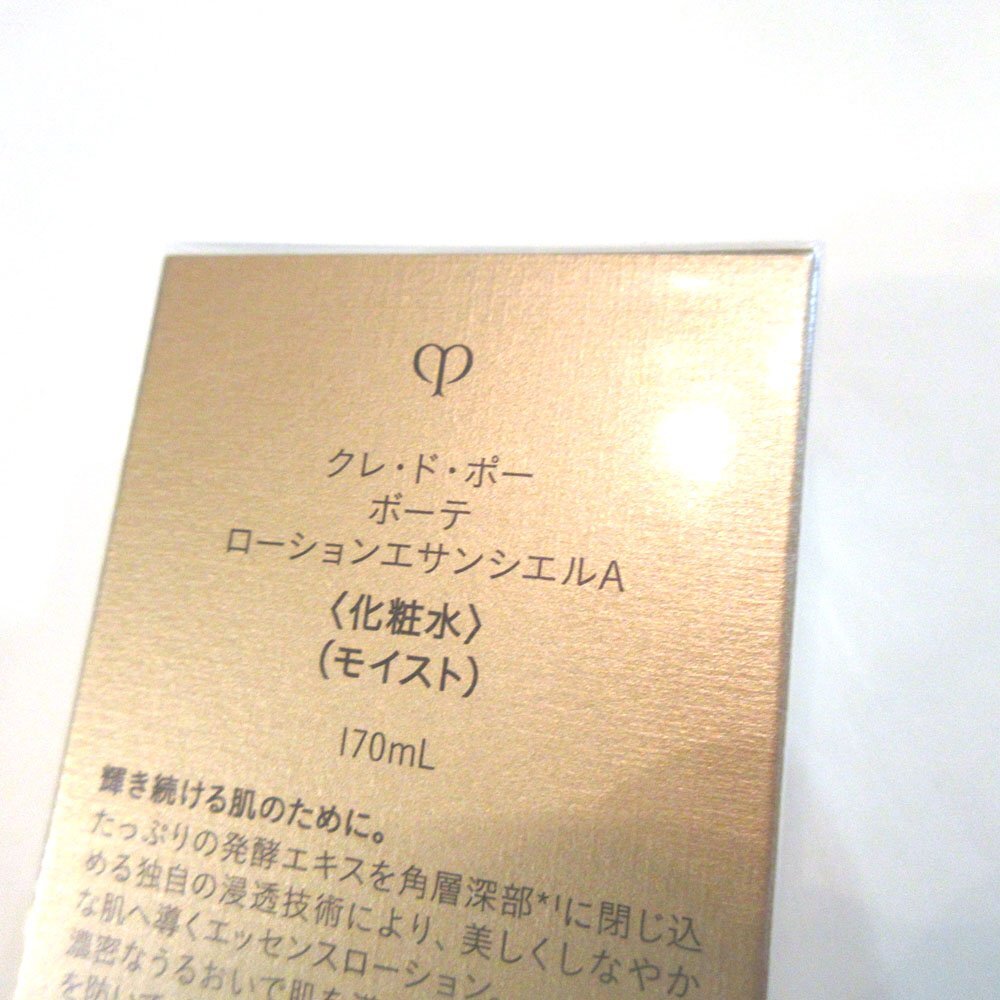 クレ・ド・ポー
ボーテ
ローションエサンシエルA
〈化粧水〉
(モイスト)
170mL
輝き続ける肌のために。
たっぷりの発酵エキスを角層深部*1に閉じ込
める独自の浸透技術により、美しくしなやか
な肌へ導くエッセンスローション。
濃密なうるおいで肌を
を防いで